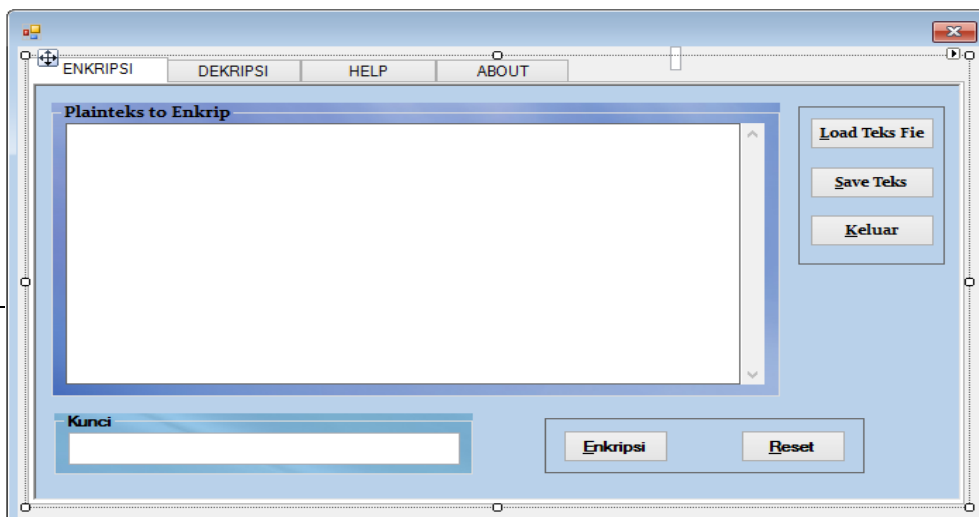 ENKRIPSI DEKRIPSI HELP ABOUT
Plainteks to Enkrip
Load Teks Fie
Save Teks
Keluar
Kunci
Enkripsi Reset